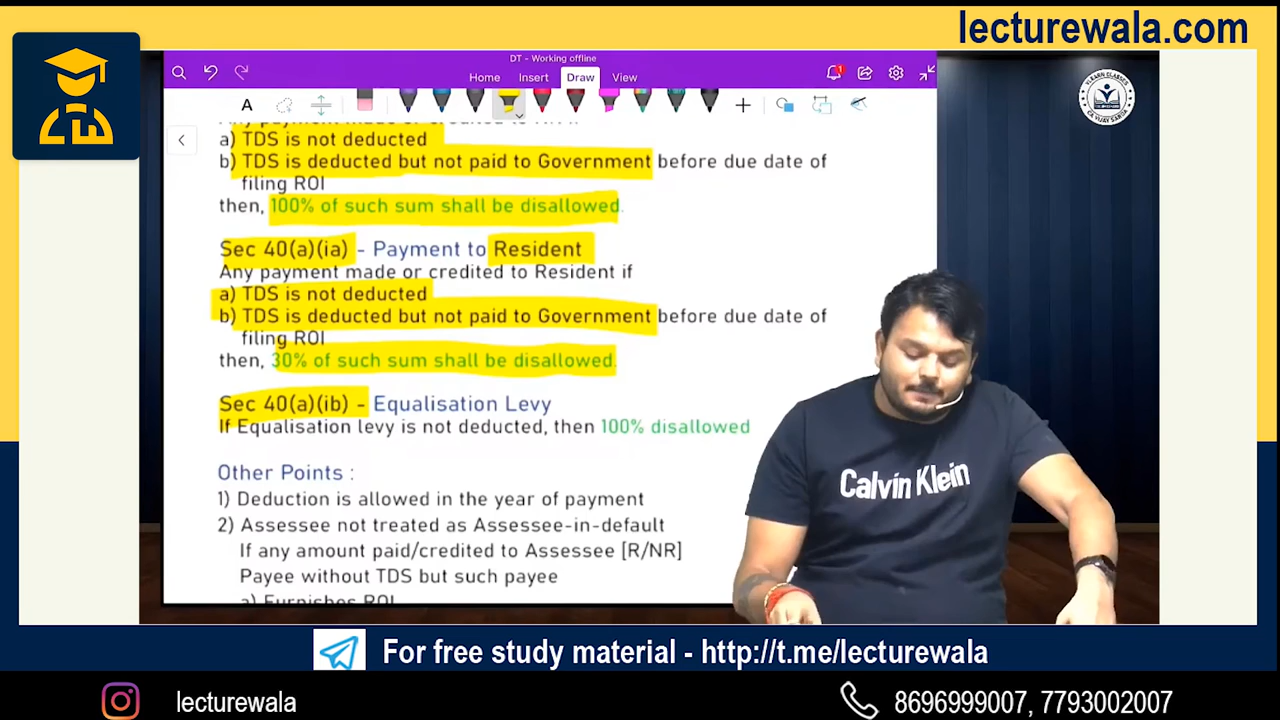 lecturewala.com
DT - Working offline
Home Insert Draw View
1
A
a) TDS is not deducted
b) TDS is deducted but not paid to Government before due date of
filing ROI
then, 100% of such sum shall be disallowed.
Sec 40(a)(ia) - Payment to Resident
Any payment made or credited to Resident if
a) TDS is not deducted
b) TDS is deducted but not paid to Government before due date of
filing ROI
then, 30% of such sum shall be disallowed.
Sec 40(a)(ib) - Equalisation Levy
If Equalisation levy is not deducted, then 100% disallowed
Other Points :
1) Deduction is allowed in the year of payment
2) Assessee not treated as Assessee-in-default
If any amount paid/credited to Assessee [R/NR]
Payee without TDS but such payee
a) Furnishes ROI
Calvin Klein
For free study material - http://t.me/lecturewala
lecturewala
8696999007, 7793002007